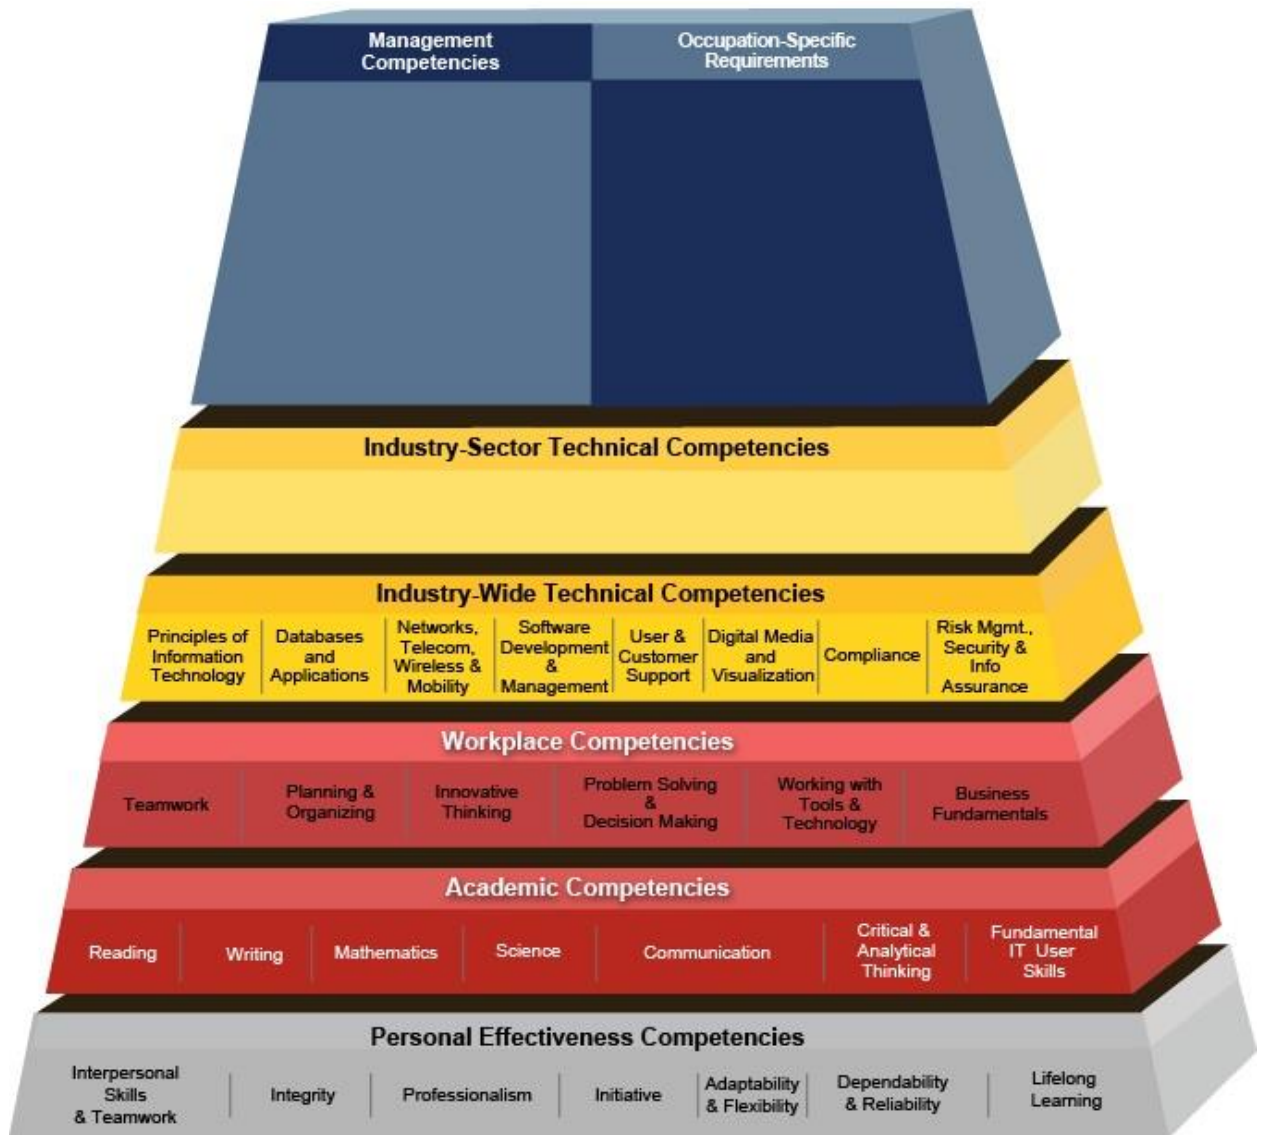 Management
Competencies
Occupation-Specific
Requirements
Industry-Sector Technical Competencies
Industry-Wide Technical Competencies
Principles of
Information
Technology
Databases
and
Applications
Networks,
Telecom,
Wireless &
Mobility
Software
Development
&
Management
User &
Customer
Support
Digital Media
and
Visualization
Compliance
Risk Mgmt.,
Security &
Info
Assurance
Workplace Competencies
Teamwork
Planning &
Organizing
Innovative
Thinking
Problem Solving
&
Decision Making
Working with
Tools &
Technology
Business
Fundamentals
Academic Competencies
Reading
Writing
Mathematics
Science
Communication
Critical &
Analytical
Thinking
Fundamental
IT User
Skills
Personal Effectiveness Competencies
Interpersonal
Skills
& Teamwork
Integrity
Professionalism
Initiative
Adaptability
& Flexibility
Dependability
& Reliability
Lifelong
Learning